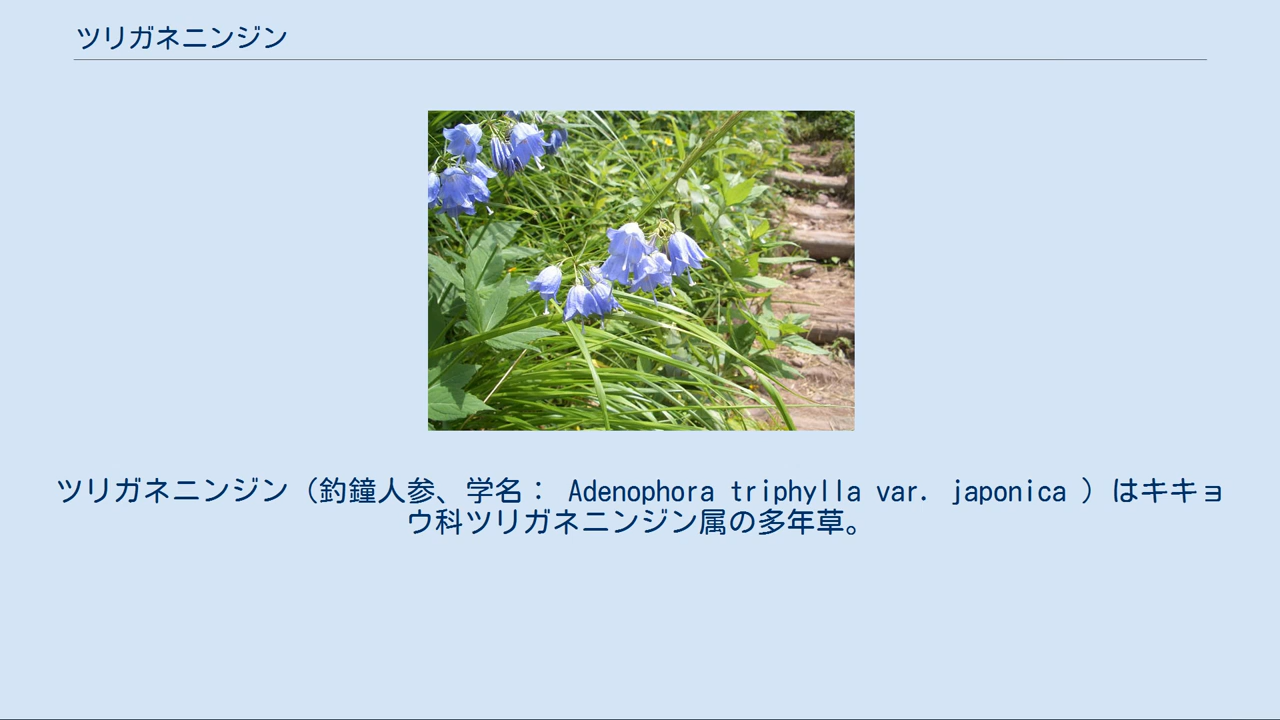 ツリガネニンジン
ツリガネニンジン（釣鐘人参、学名： Adenophora triphylla var. japonica ）はキキョ
ウ科ツリガネニンジン属の多年草。